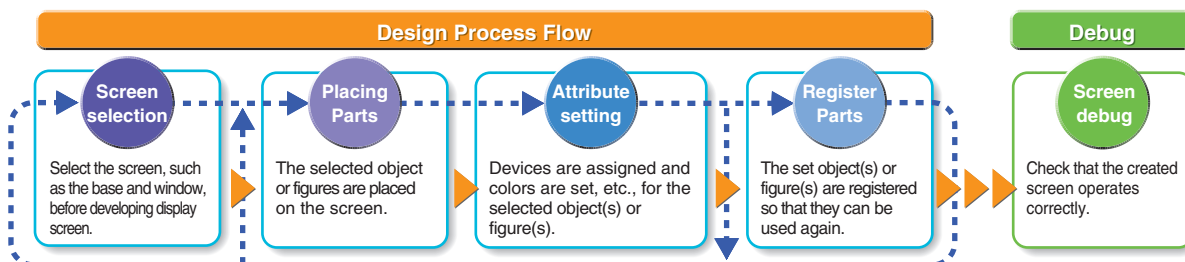 Design Process Flow
Debug
Screen
selection
Select the screen, such
as the base and window,
before developing display
screen.
Placing
Parts
The selected object
or figures are placed
on the screen.
Attribute
setting
Devices are assigned and
colors are set, etc., for the
selected object(s) or
figure(s).
Register
Parts
The set object(s) or
figure(s) are registered
so that they can be
used again.
Screen
debug
Check that the created
screen operates
correctly.